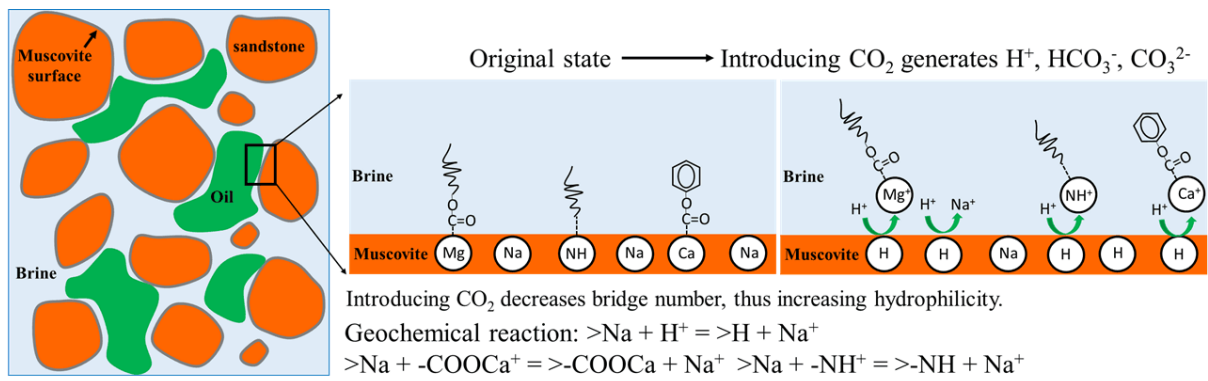 Muscovite
surface
sandstone
Oil
Brine
Original state → Introducing CO₂ generates H⁺, HCO₃⁻, CO₃²⁻
Brine
O
C=O
O
C=O
Muscovite Mg Na NH Na Ca Na
Brine
O
C=O
Mg⁺
H⁺
H⁺ Na⁺
H⁺
NH⁺
O
C=O
Ca⁺
H⁺
Muscovite H H Na H H H
Introducing CO₂ decreases bridge number, thus increasing hydrophilicity.
Geochemical reaction: >Na + H⁺ = >H + Na⁺
>Na + -COOCa⁺ = >-COOCa + Na⁺ >Na + -NH⁺ = >-NH + Na⁺